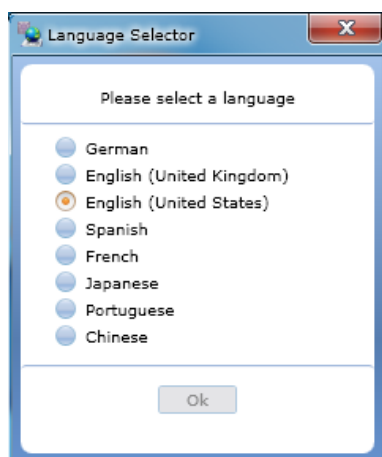 Language Selector
Please select a language
German
English (United Kingdom)
English (United States)
Spanish
French
Japanese
Portuguese
Chinese
Ok